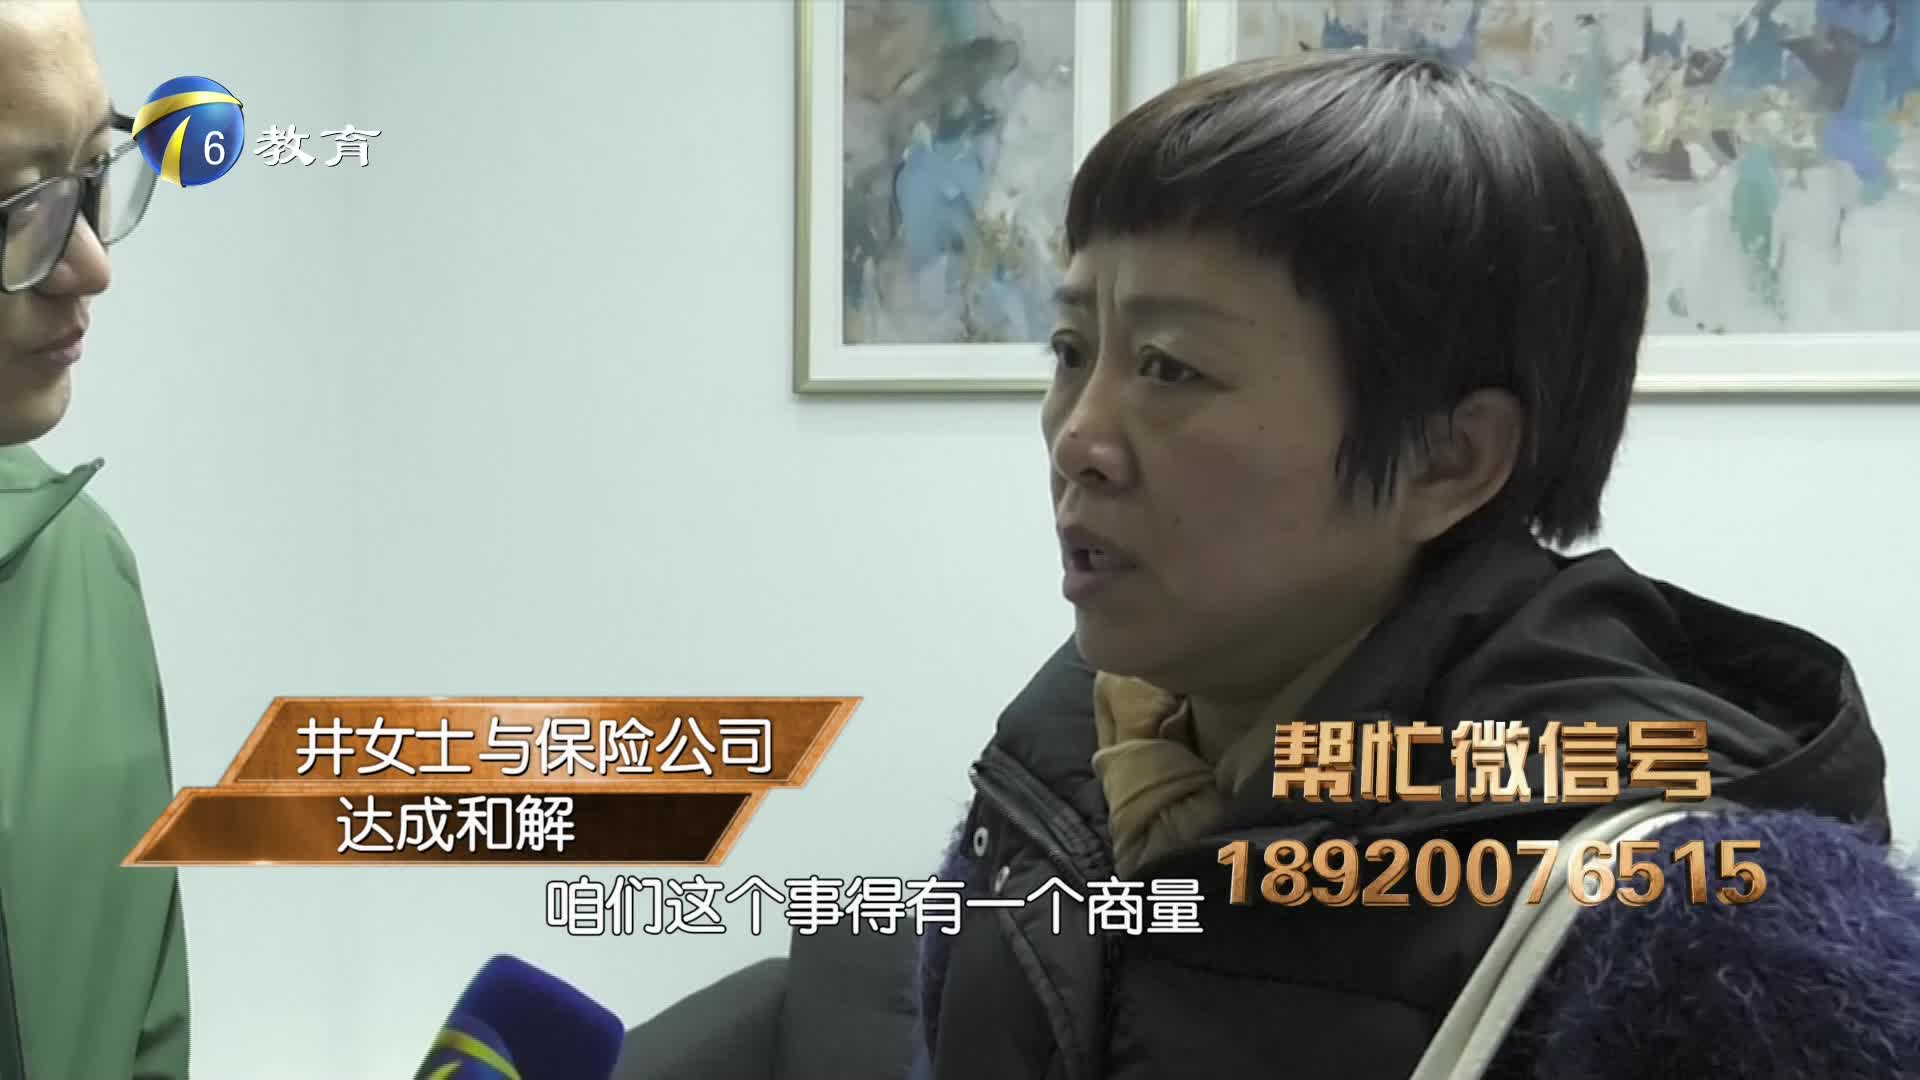 6 教育
井女士与保险公司
达成和解
帮忙微信号
18920076515
咱们这个事得有一个商量